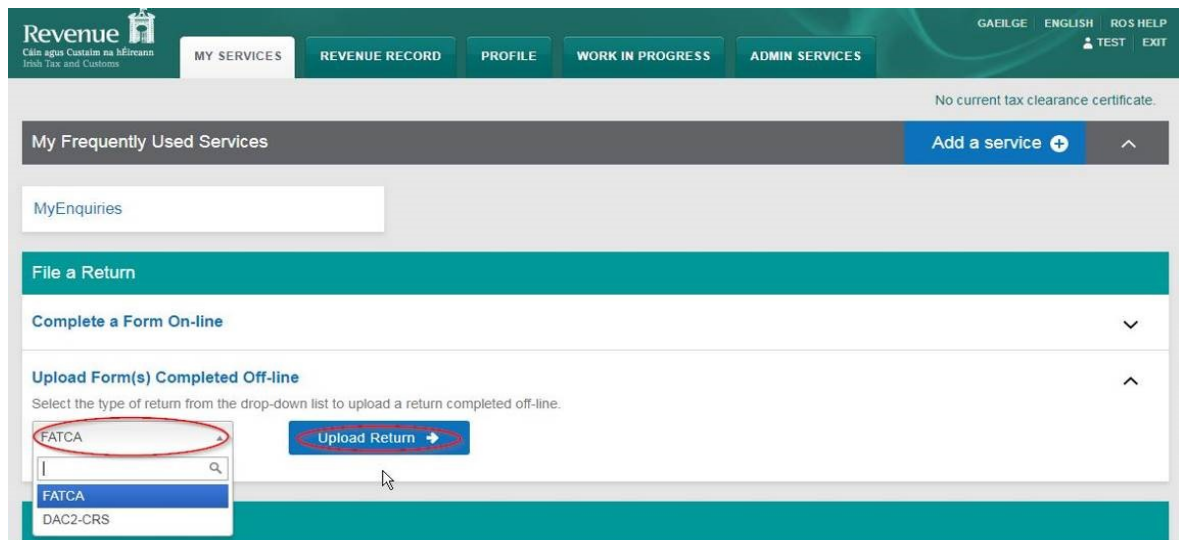 Revenue
Cáin agus Custaim na hÉireann
Irish Tax and Customs
MY SERVICES
REVENUE RECORD
PROFILE
WORK IN PROGRESS
ADMIN SERVICES
GAEILGE ENGLISH ROS HELP
TEST EXIT
No current tax clearance certificate.
My Frequently Used Services
Add a service
MyEnquiries
File a Return
Complete a Form On-line
Upload Form(s) Completed Off-line
Select the type of return from the drop-down list to upload a return completed off-line.
FATCA
Upload Return
FATCA
DAC2-CRS